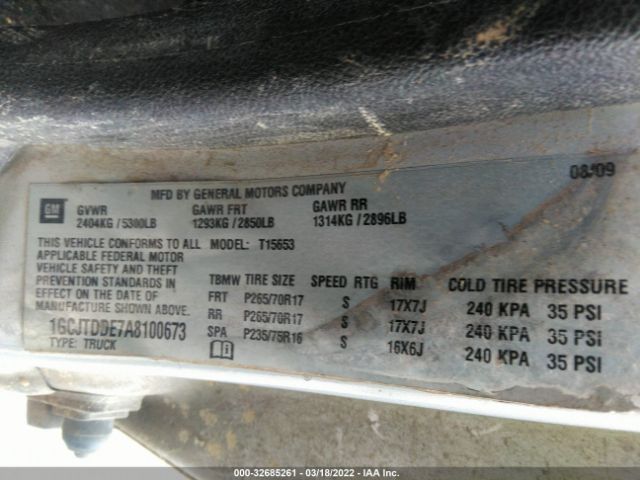 08/09
MFD BY GENERAL MOTORS COMPANY
GM GVWR GAWR FRT GAWR RR
2404KG / 5300LB 1293KG / 2850LB 1314KG / 2896LB
THIS VEHICLE CONFORMS TO ALL MODEL: T15653
APPLICABLE FEDERAL MOTOR
VEHICLE SAFETY AND THEFT
PREVENTION STANDARDS IN
EFFECT ON THE DATE OF
MANUFACTURE SHOWN ABOVE.
1GCJTDDE7A8100673
TYPE: TRUCK
TBMW TIRE SIZE SPEED RTG RIM COLD TIRE PRESSURE
FRT P265/70R17 S 17X7J 240 KPA 35 PSI
RR P265/70R17 S 17X7J 240 KPA 35 PSI
SPA P235/75R16 S 16X6J 240 KPA 35 PSI
000-32685261 - 03/18/2022 - IAA Inc.